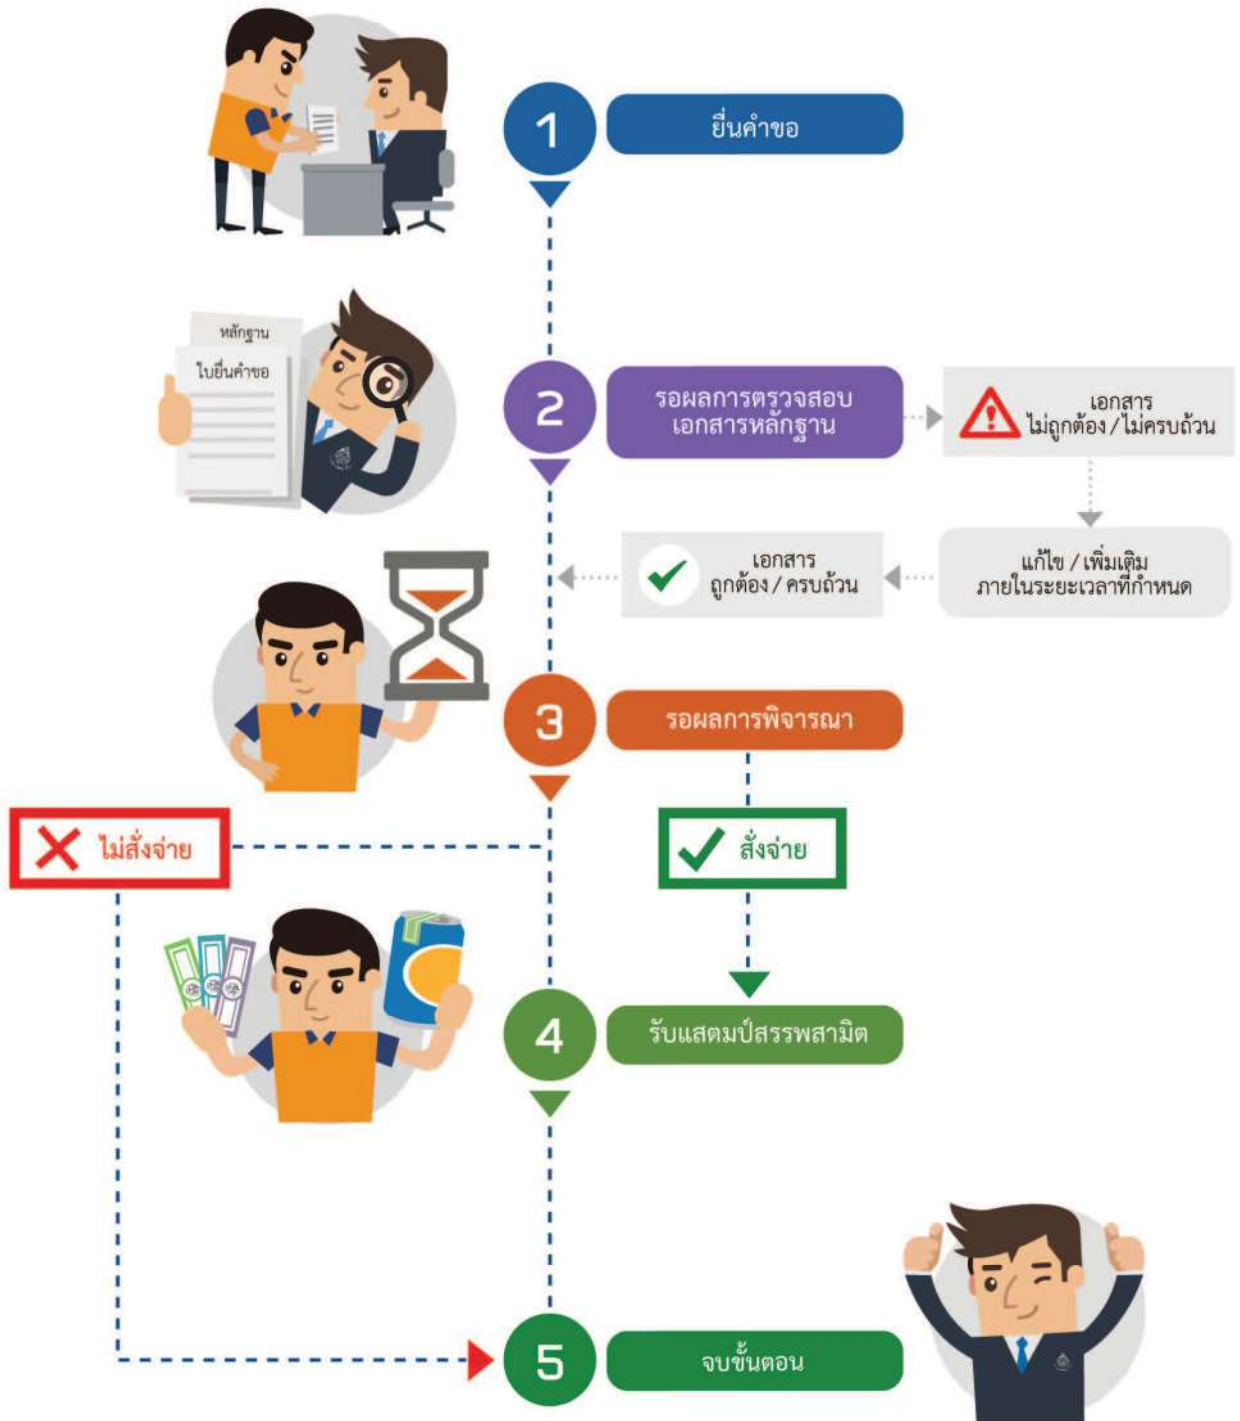 1
ยื่นคำขอ
หลักฐาน
ใบยื่นคำขอ
2
รอผลการตรวจสอบ
เอกสารหลักฐาน
เอกสาร
ไม่ถูกต้อง / ไม่ครบถ้วน
แก้ไข / เพิ่มเติม
ภายในระยะเวลาที่กำหนด
เอกสาร
ถูกต้อง / ครบถ้วน
3
รอผลการพิจารณา
ไม่สั่งจ่าย
สั่งจ่าย
4
รับแสตมป์สรรพสามิต
5
จบขั้นตอน